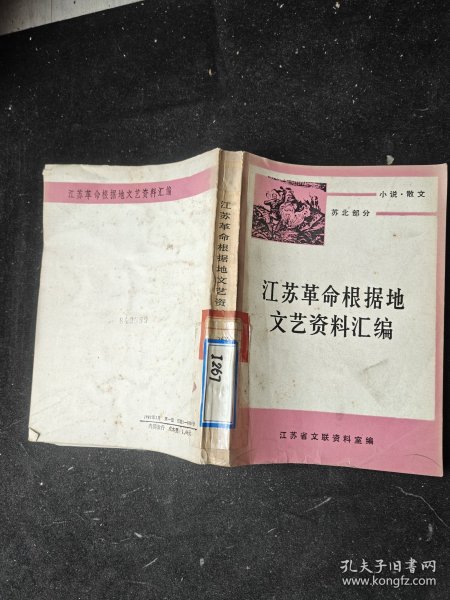 江苏革命根据地文艺资料汇编
江苏革命根据地文艺资
I267
小说·散文
苏北部分
江苏革命根据地
文艺资料汇编
江苏省文联资料室编
孔夫子旧书网
www.kongfz.com